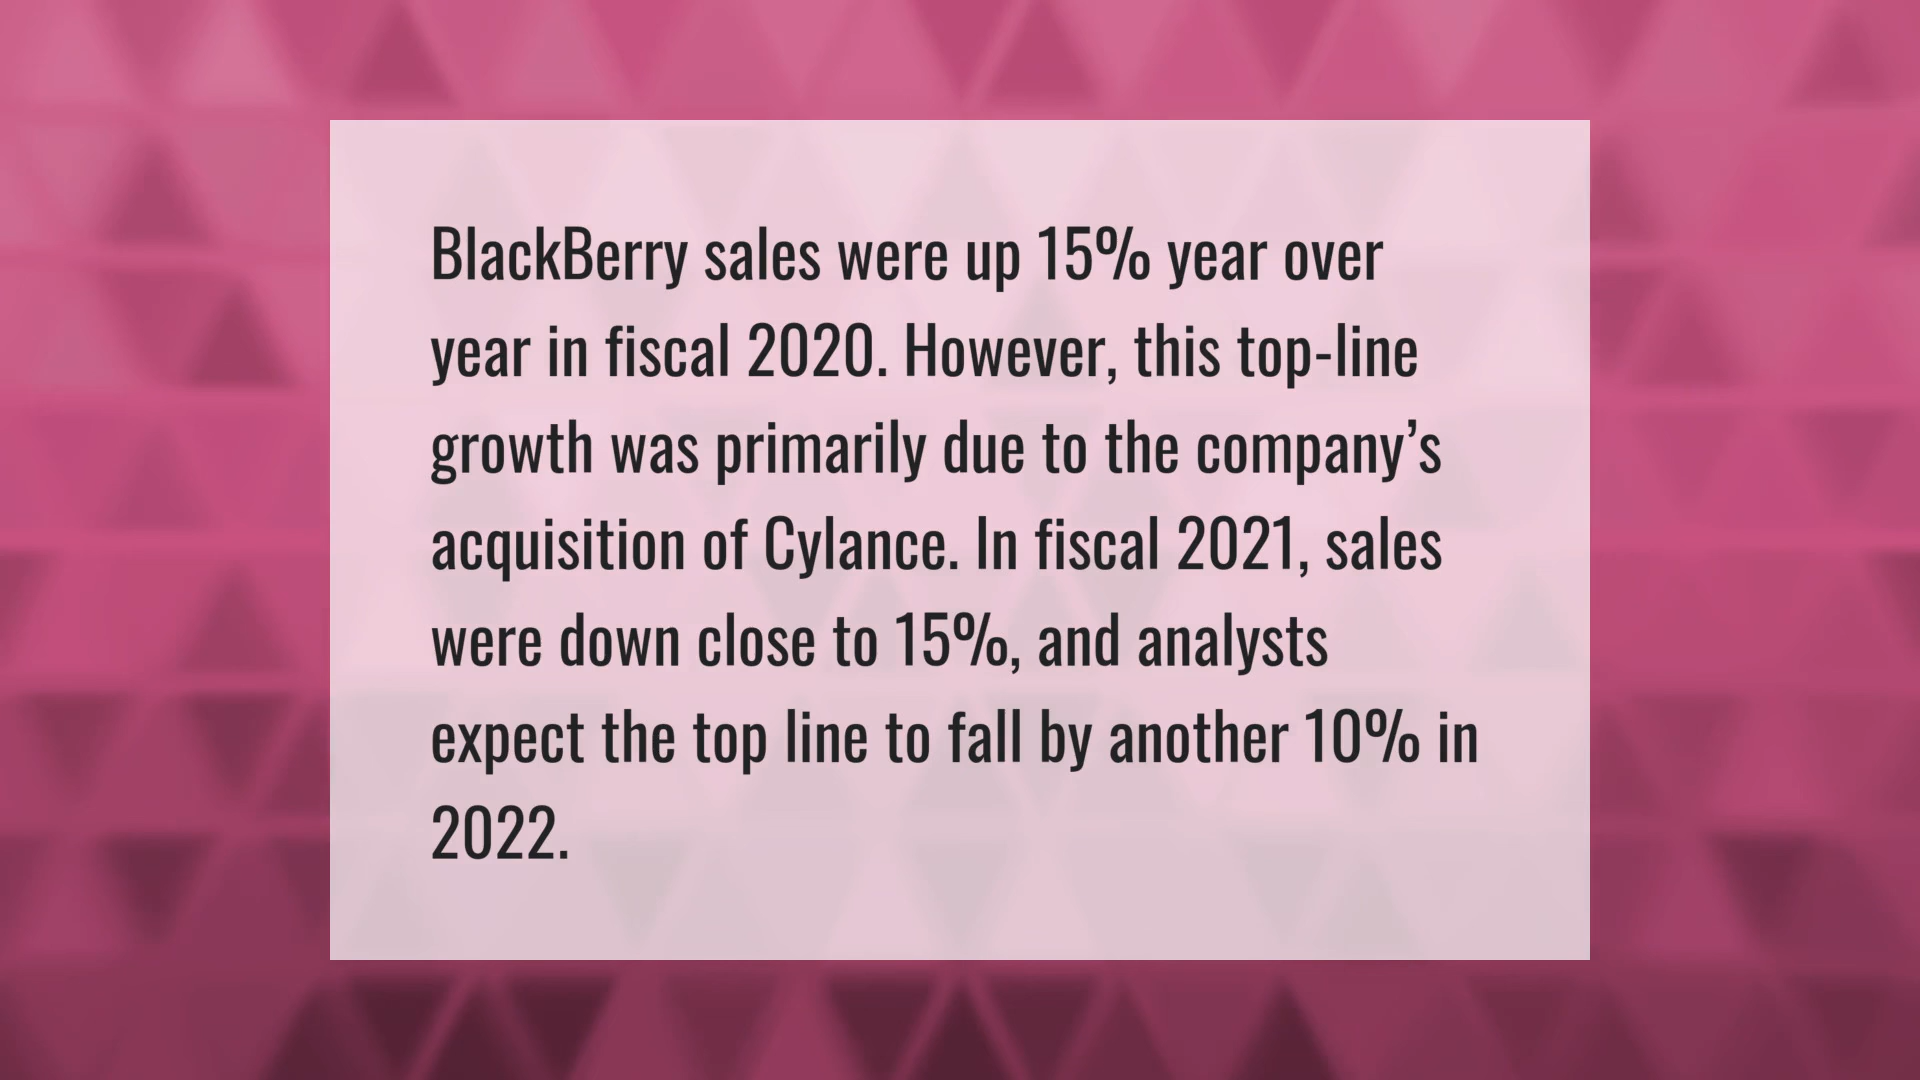 BlackBerry sales were up 15% year over
year in fiscal 2020. However, this top-line
growth was primarily due to the company’s
acquisition of Cylance. In fiscal 2021, sales
were down close to 15%, and analysts
expect the top line to fall by another 10% in
2022.